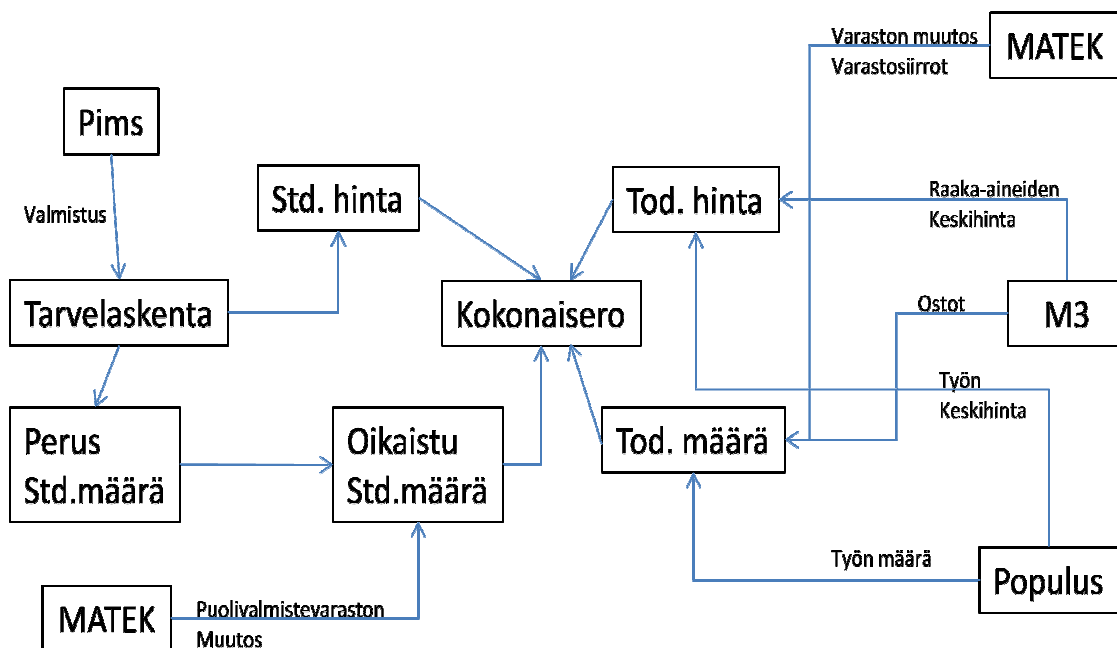 Varaston muutos
Varastosiirrot
MATEK
Pims
Valmistus
Std. hinta
Tod. hinta
Raaka-aineiden
Keskihinta
Tarvelaskenta
Kokonaisero
Ostot
M3
Työn
Keskihinta
Perus
Std.määrä
Oikaistu
Std.määrä
Tod. määrä
Työn määrä
Populus
MATEK
Puolivalmistevaraston
Muutos